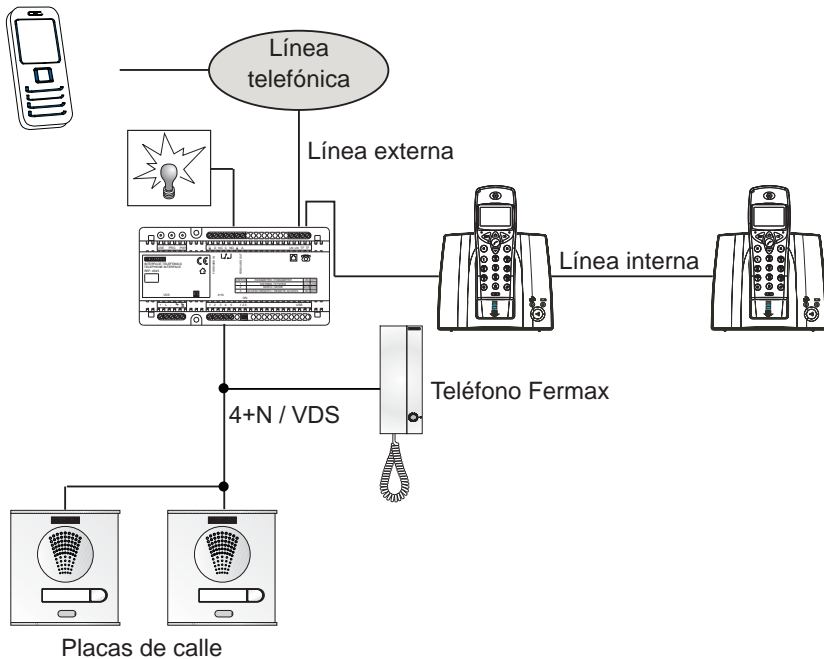 Línea
telefónica
Línea externa
Línea interna
Teléfono Fermax
4+N / VDS
Placas de calle